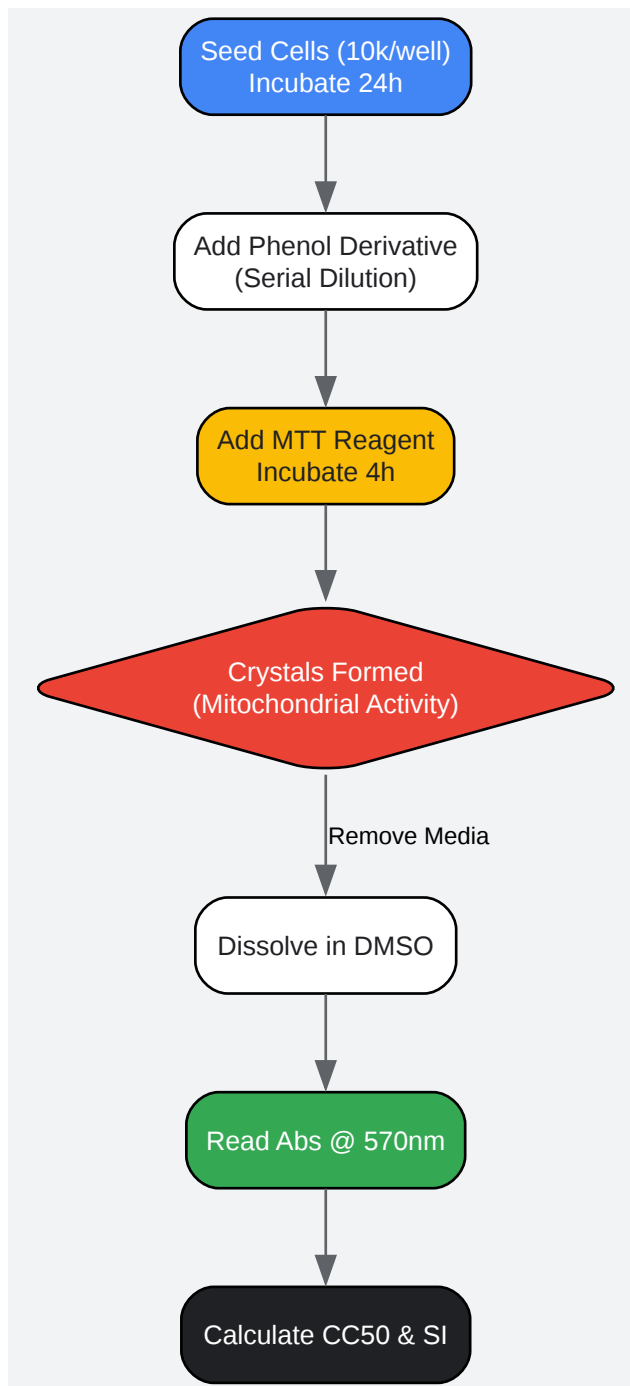 Seed Cells (10k/well)
Incubate 24h
Add Phenol Derivative
(Serial Dilution)
Add MTT Reagent
Incubate 4h
Crystals Formed
(Mitochondrial Activity)
Remove Media
Dissolve in DMSO
Read Abs @ 570nm
Calculate CC50 & SI